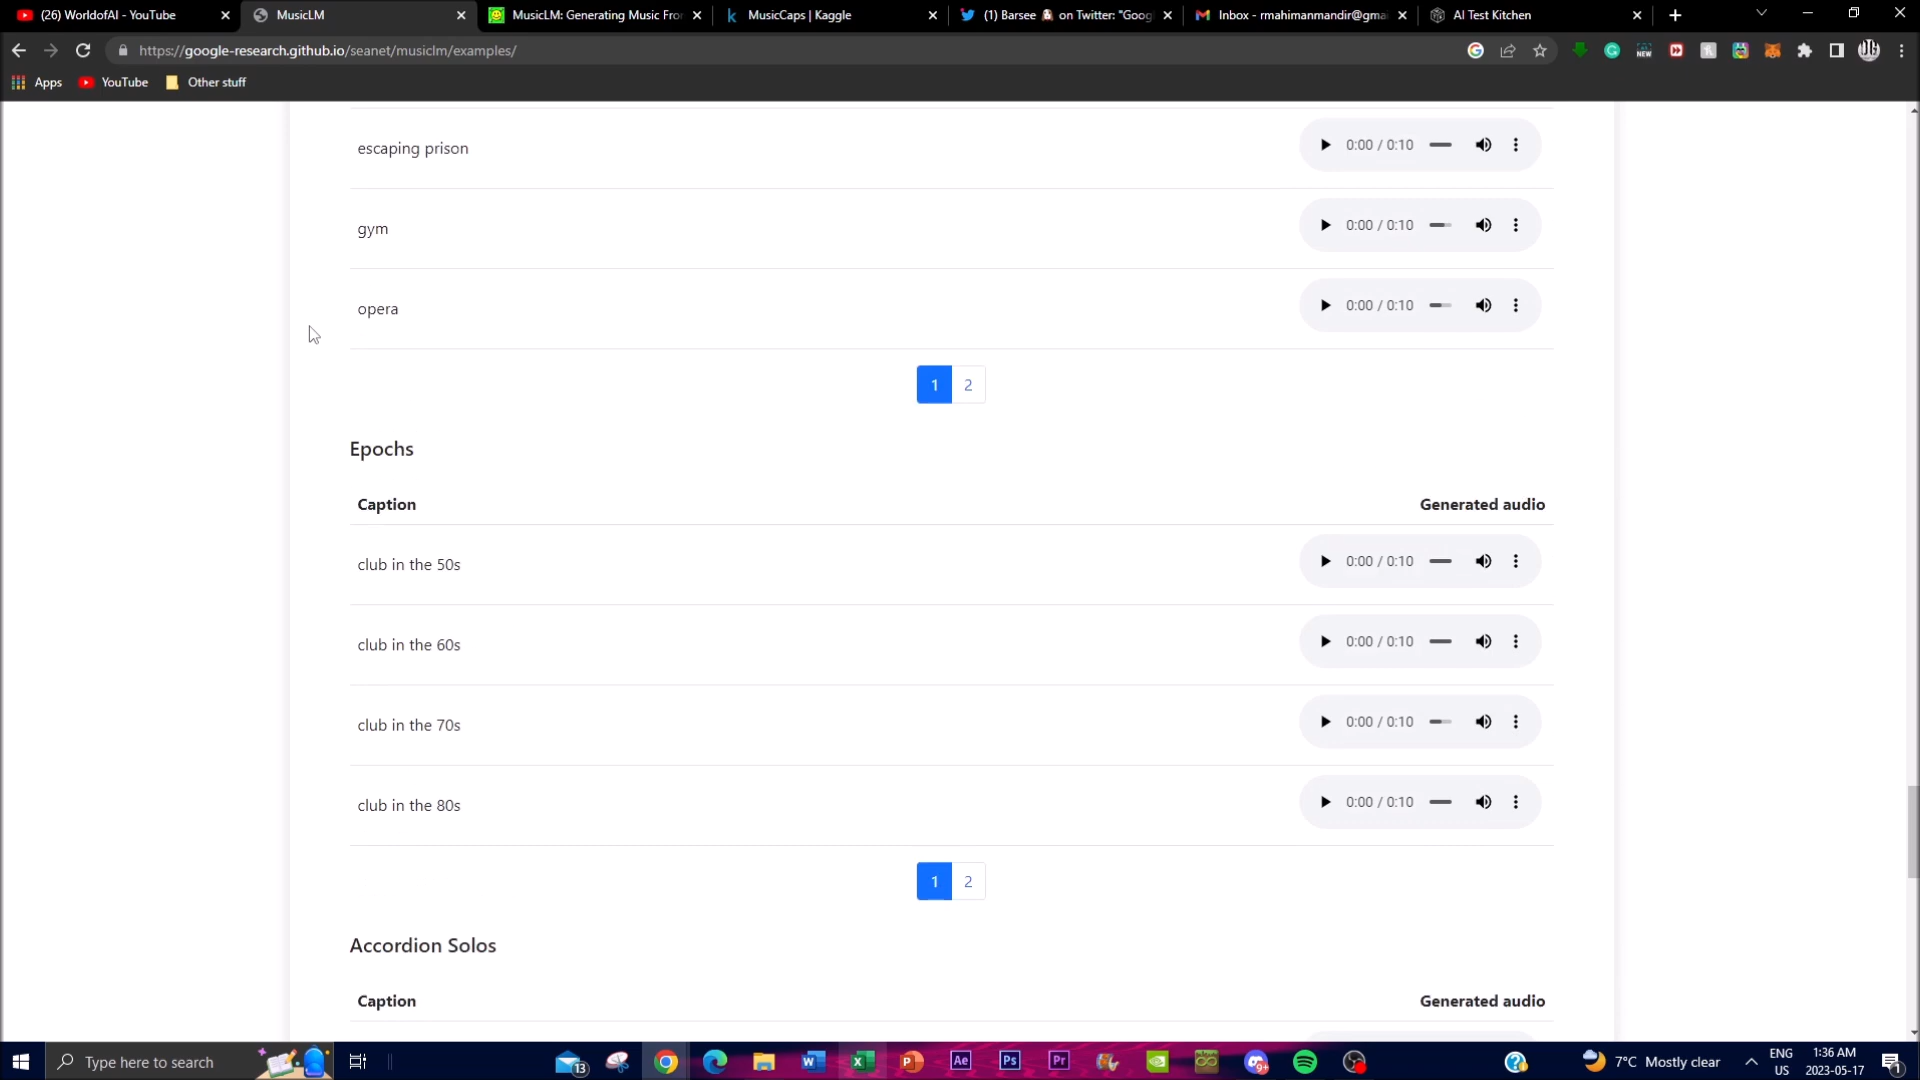 (26) WorldofAI - YouTube
MusicLM
MusicLM: Generating Music From
MusicCaps | Kaggle
(1) Barsee on Twitter: "Goog
Inbox - rmahimanmandir@gmai
AI Test Kitchen
https://google-research.github.io/seanet/musiclm/examples/
Apps
YouTube
Other stuff
escaping prison
0:00 / 0:10
gym
0:00 / 0:10
opera
0:00 / 0:10
1 2
Epochs
Caption Generated audio
club in the 50s
0:00 / 0:10
club in the 60s
0:00 / 0:10
club in the 70s
0:00 / 0:10
club in the 80s
0:00 / 0:10
1 2
Accordion Solos
Caption Generated audio
Type here to search
13
9+
7°C Mostly clear
ENG
US
1:36 AM
2023-05-17
1